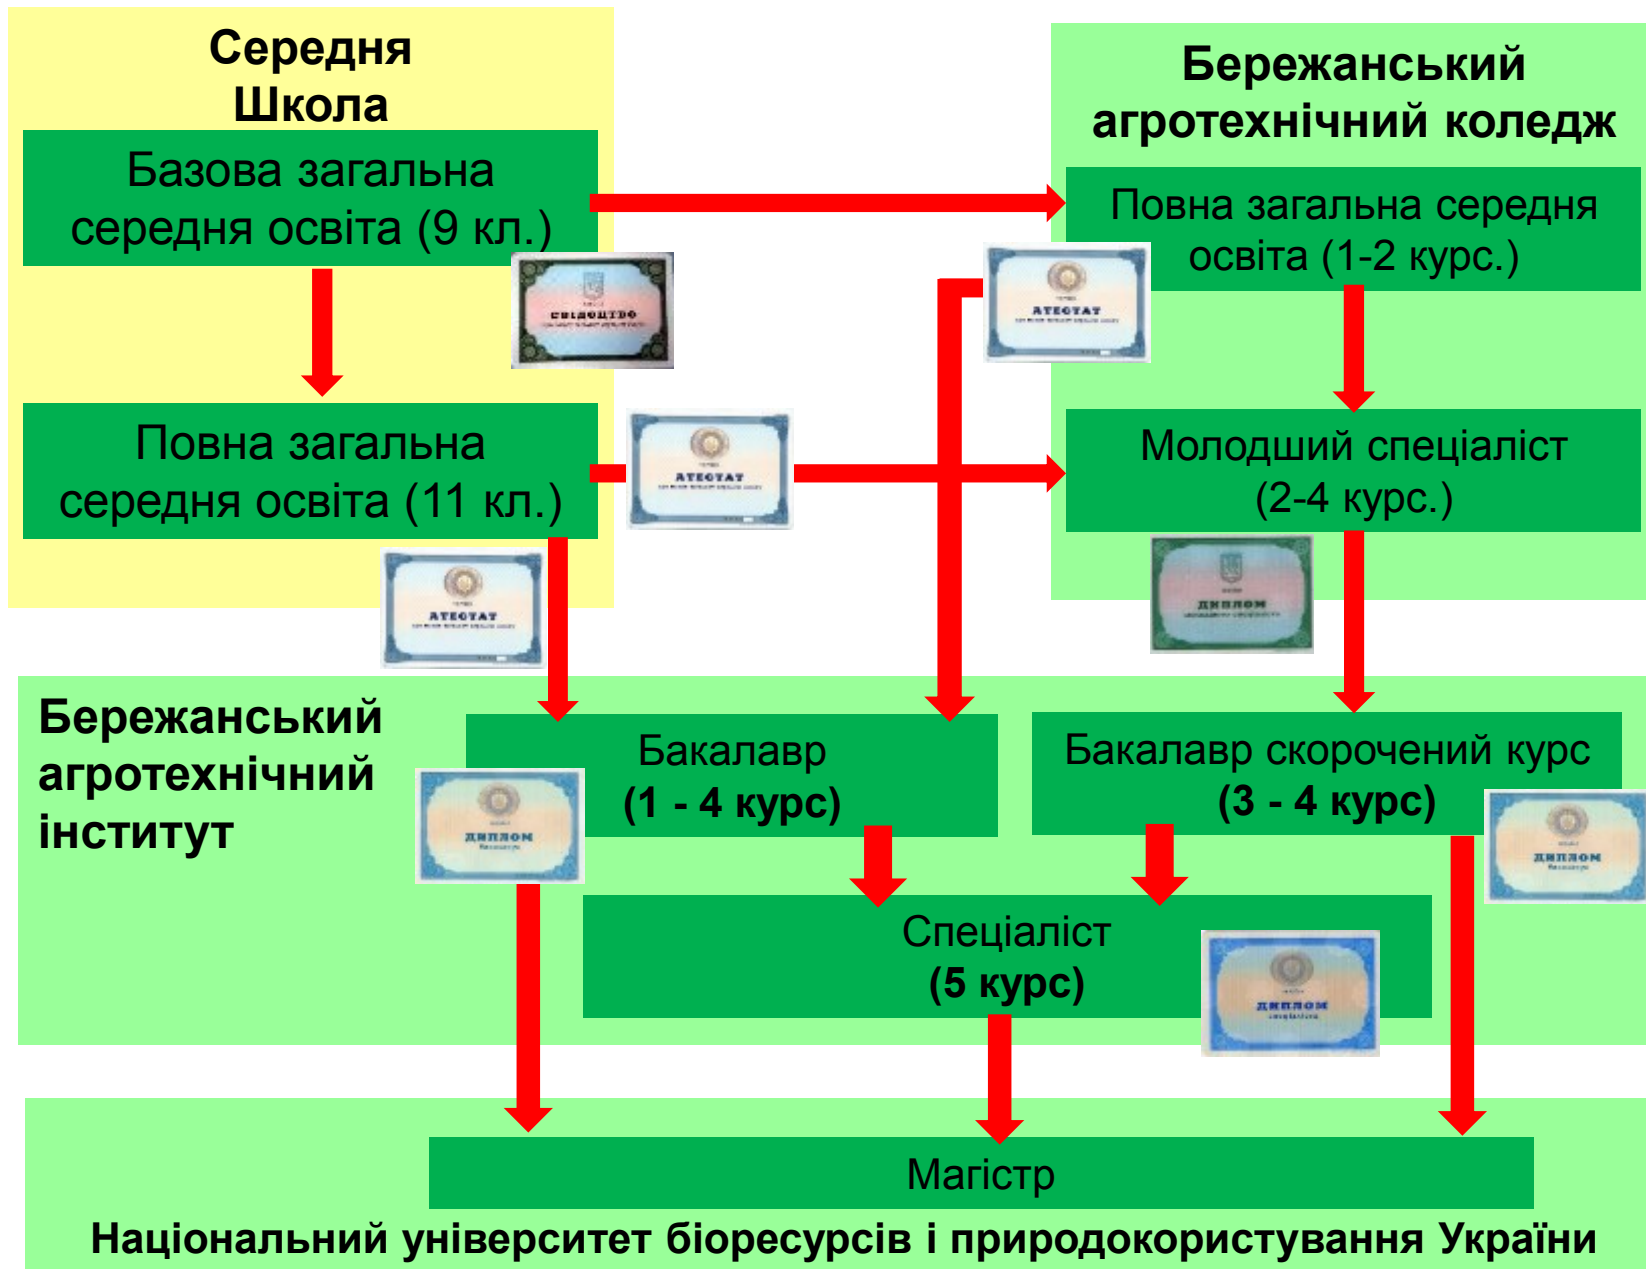 Середня
Школа
Базова загальна
середня освіта (9 кл.)
СВІДОЦТВО
Повна загальна
середня освіта (11 кл.)
АТЕСТАТ
АТЕСТАТ
Бережанський
агротехнічний коледж
Повна загальна середня
освіта (1-2 курс.)
АТЕСТАТ
Молодший спеціаліст
(2-4 курс.)
ДИПЛОМ
Бережанський
агротехнічний
інститут
Бакалавр
(1 - 4 курс)
ДИПЛОМ
Бакалавр скорочений курс
(3 - 4 курс)
ДИПЛОМ
Спеціаліст
(5 курс)
ДИПЛОМ
Магістр
Національний університет біоресурсів і природокористування України